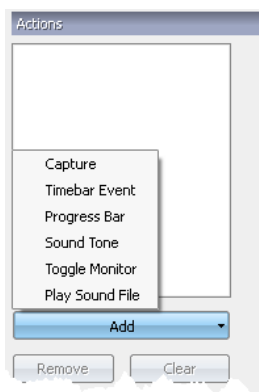 Actions
Capture
Timebar Event
Progress Bar
Sound Tone
Toggle Monitor
Play Sound File
Add
Remove Clear